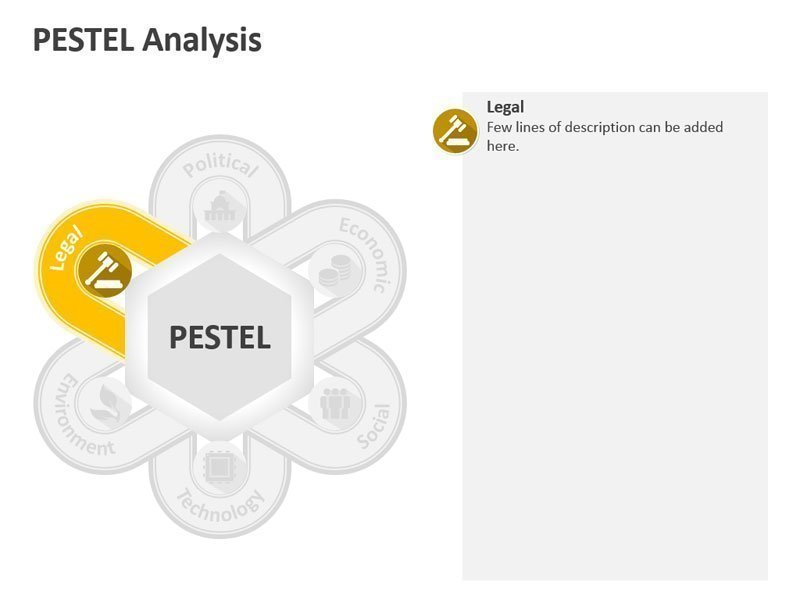 PESTEL Analysis
Legal
Few lines of description can be added
here.
Political
Economic
Legal
PESTEL
Environment
Social
Technology